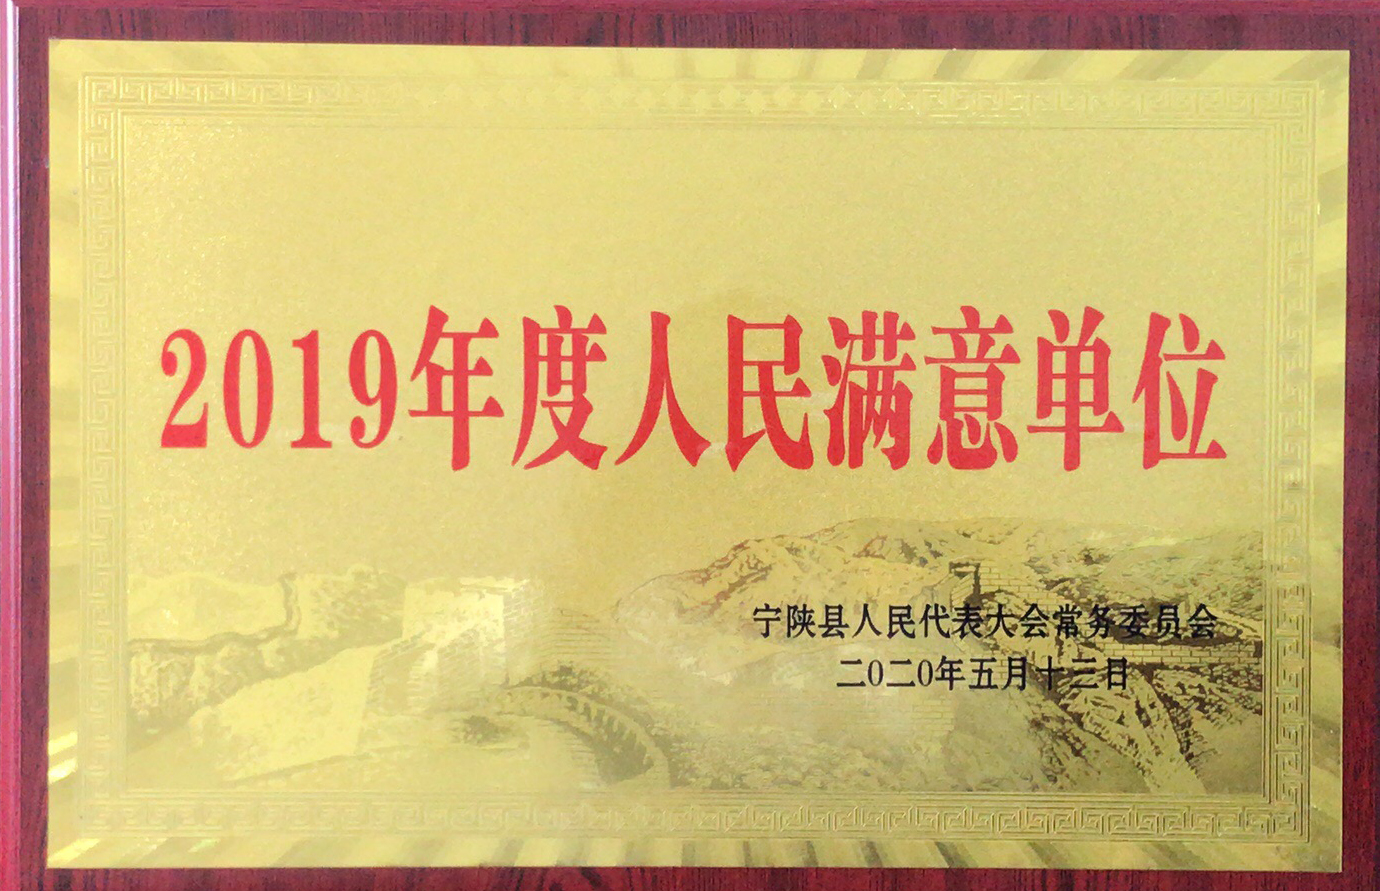 2019年度人民满意单位
宁陕县人民代表大会常务委员会
二〇二〇年五月十三日